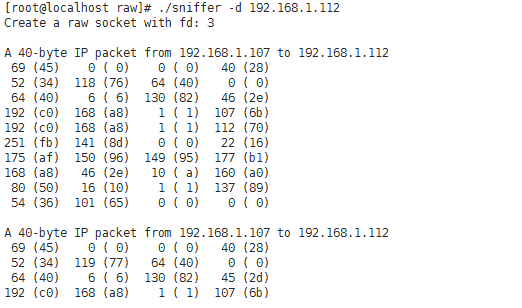 [root@localhost raw]# ./sniffer -d 192.168.1.112
Create a raw socket with fd: 3

A 40-byte IP packet from 192.168.1.107 to 192.168.1.112
 69 (45)    0 ( 0)    0 ( 0)   40 (28)
 52 (34)  118 (76)   64 (40)    0 ( 0)
 64 (40)    6 ( 6)  130 (82)   46 (2e)
192 (c0)  168 (a8)    1 ( 1)  107 (6b)
192 (c0)  168 (a8)    1 ( 1)  112 (70)
251 (fb)  141 (8d)    0 ( 0)   22 (16)
175 (af)  150 (96)  149 (95)  177 (b1)
168 (a8)   46 (2e)   10 ( a)  160 (a0)
 80 (50)   16 (10)    1 ( 1)  137 (89)
 54 (36)  101 (65)    0 ( 0)    0 ( 0)

A 40-byte IP packet from 192.168.1.107 to 192.168.1.112
 69 (45)    0 ( 0)    0 ( 0)   40 (28)
 52 (34)  119 (77)   64 (40)    0 ( 0)
 64 (40)    6 ( 6)  130 (82)   45 (2d)
192 (c0)  168 (a8)    1 ( 1)  107 (6b)